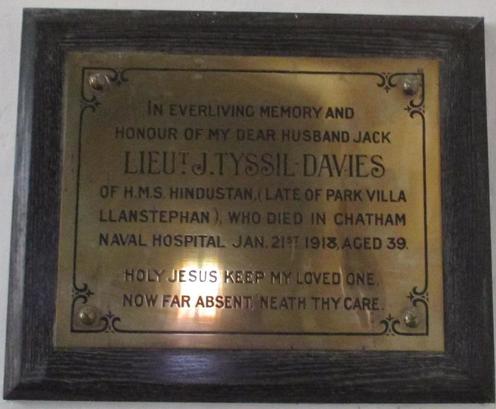 IN EVERLIVING MEMORY AND
HONOUR OF MY DEAR HUSBAND JACK
LIEUT J. TYSSIL-DAVIES
OF H.M.S. HINDUSTAN, (LATE OF PARK VILLA
LLANSTEPHAN), WHO DIED IN CHATHAM
NAVAL HOSPITAL JAN. 21ST 1918, AGED 39.
HOLY JESUS KEEP MY LOVED ONE,
NOW FAR ABSENT, NEATH THY CARE.